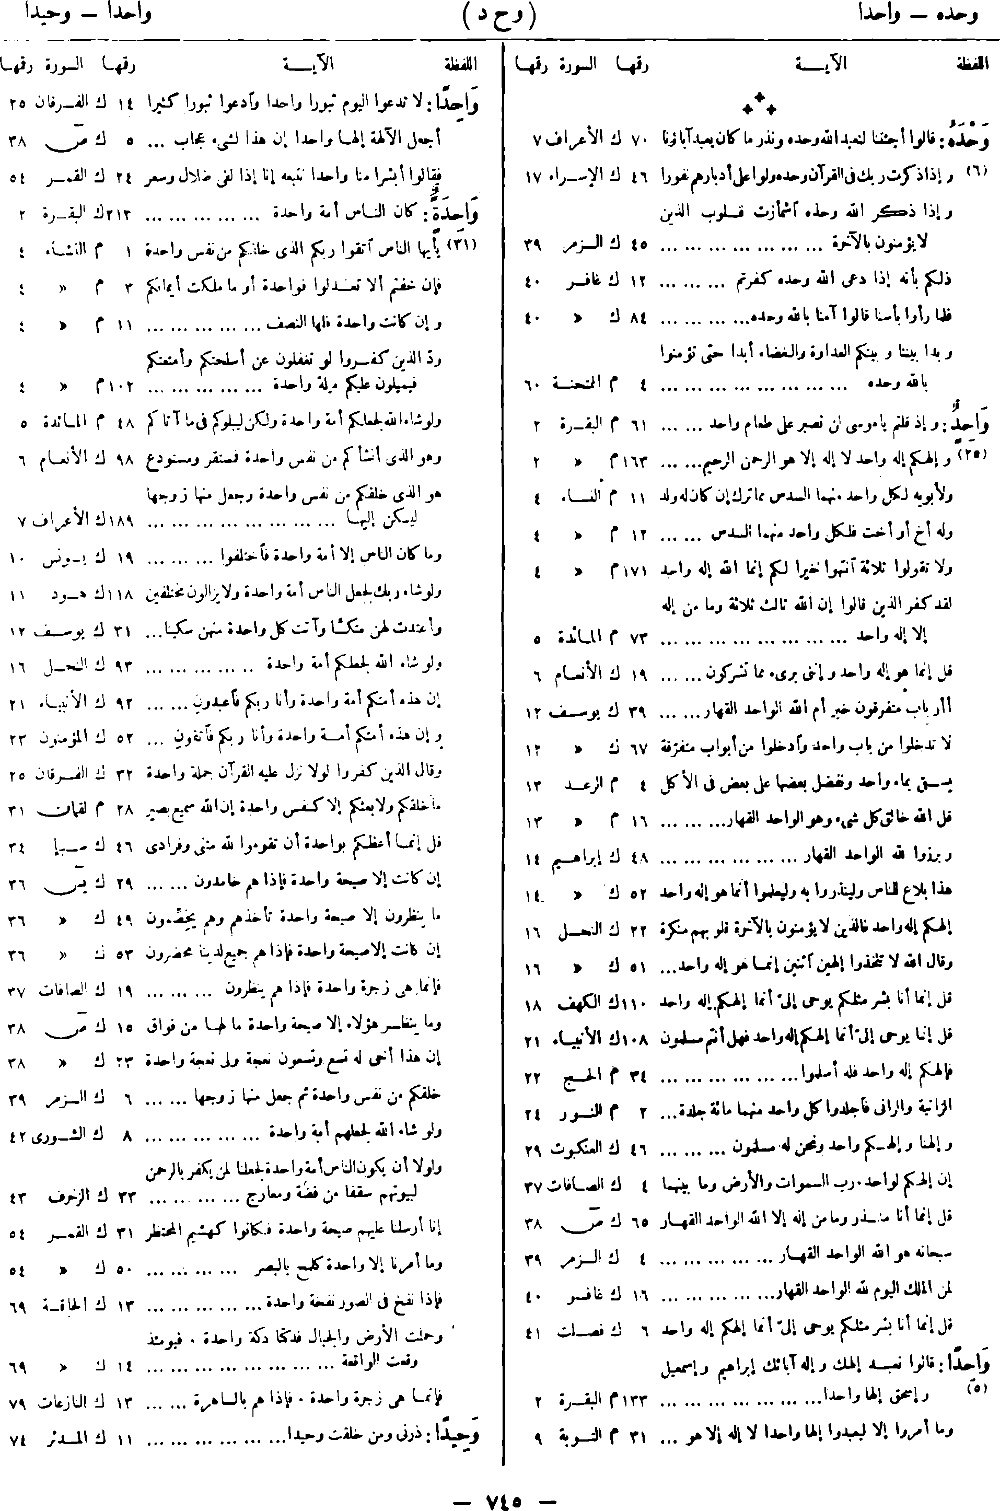 وحده – واحدا (وح د) واحدا – وحيدا
اللفظة الآيـــة رقمها السورة رقمها
وَحْدَهُ: قالوا أجئتنا لنعبد الله وحده ونذر ما كان يعبد آباؤنا ٧٠ ك الأعراف ٧
(٦) وإذا ذكرت ربك فى القرآن وحده ولوا على أدبارهم نفورا ٤٦ ك الإسراء ١٧
وإذا ذكر الله وحده اشمأزت قلوب الذين
لا يؤمنون بالآخرة ... ... ... ... ... ... ٤٥ ك الزمر ٣٩
ذلكم بأنه إذا دعى الله وحده كفرتم ... ... ١٢ ك غافر ٤٠
فلما رأوا بأسنا قالوا آمنا بالله وحده... ... ... ٨٤ ك » ٤٠
وبدا بيننا وبينكم العداوة والبغضاء أبدا حتى تؤمنوا
بالله وحده ... ... ... ... ... ... ... ٤ م الممتحنة ٦٠
وَاحِدٌ: وإذ قلتم ياموسى لن نصبر على طعام واحد ... ... ٦١ م البقرة ٢
(٢٥) وإلهكم إله واحد لا إله إلا هو الرحمن الرحيم... ... ١٦٣م » ٢
ولأبويه لكل واحد منهما السدس مما ترك إن كان له ولد ١١ م النساء ٤
وله أخ أو أخت فلكل واحد منهما السدس ... ... ١٢ م » ٤
ولا تقولوا ثلاثة انتهوا خيرا لكم إنما الله إله واحد ١٧١م » ٤
لقد كفر الذين قالوا إن الله ثالث ثلاثة وما من إله
إلا إله واحد ... ... ... ... ... ... ... ٧٣ م المائدة ٥
قل إنما هو إله واحد وإننى برىء مما تشركون ... ... ١٩ ك الأنعام ٦
أأرباب متفرقون خير أم الله الواحد القهار... ... ٣٩ ك يوسف ١٢
لا تدخلوا من باب واحد وادخلوا من أبواب متفرقة ٦٧ ك » ١٢
يسقى بماء واحد ونفضل بعضها على بعض فى الأكل ٤ م الرعد ١٣
قل الله خالق كل شىء وهو الواحد القهار... ... ... ١٦ م » ١٣
وبرزوا لله الواحد القهار ... ... ... ... ... ٤٨ ك إبراهيم ١٤
هذا بلاغ للناس ولينذروا به وليعلموا أنما هو إله واحد ٥٢ ك » ١٤
إلهكم إله واحد فالذين لا يؤمنون بالآخرة قلوبهم منكرة ٢٢ ك النحل ١٦
وقال الله لا تتخذوا إلهين اثنين إنما هو إله واحد... ... ٥١ ك » ١٦
قل إنما أنا بشر مثلكم يوحى إلىّ أنما إلهكم إله واحد ١١٠ك الكهف ١٨
قل إنما يوحى إلىّ أنما إلهكم إله واحد فهل أنتم مسلمون ١٠٨ك الأنبياء ٢١
فإلهكم إله واحد فله أسلموا... ... ... ... ... ٣٤ م الحج ٢٢
الزانية والزانى فاجلدوا كل واحد منهما مائة جلدة... ... ٢ م النور ٢٤
وإلهنا وإلهكم واحد ونحن له مسلمون ... ... ... ٤٦ ك العنكبوت ٢٩
إن إلهكم لواحد. رب السموات والأرض وما بينهما ٤ ك الصافات ٣٧
قل إنما أنا منذر وما من إله إلا الله الواحد القهار ٦٥ ك صۤ ٣٨
سبحانه هو الله الواحد القهار... ... ... ... ... ٤ ك الزمر ٣٩
لمن الملك اليوم لله الواحد القهار... ... ... ... ١٦ ك غافر ٤٠
قل إنما أنا بشر مثلكم يوحى إلىّ أنما إلهكم إله واحد ٦ ك فصلت ٤١
وَاحِدًا: قالوا نعبد إلهك وإله آبائك إبراهيم وإسمعيل
(٥) وإسحق إلها واحدا... ... ... ... ... ... ١٣٣م البقرة ٢
وما أمروا إلا ليعبدوا إلها واحدا لا إله إلا هو ... ٣١ م التوبة ٩
اللفظة الآيـــة رقمها السورة رقمها
وَاحِدًا: لا تدعوا اليوم ثبورا واحدا وادعوا ثبورا كثيرا ١٤ ك الفرقان ٢٥
أجعل الآلهة إلها واحدا إن هذا لشىء عجاب ... ٥ ك صۤ ٣٨
فقالوا أبشرا منا واحدا نتبعه إنا إذا لفى ضلال وسعر ٢٤ ك القمر ٥٤
وَاحِدَةٌ: كان الناس أمة واحدة ... ... ... ... ٢١٣ك البقرة ٢
(٣١) يأيها الناس اتقوا ربكم الذى خلقكم من نفس واحدة ١ م النساء ٤
فإن خفتم ألا تعدلوا فواحدة أو ما ملكت أيمانكم ٣ م » ٤
وإن كانت واحدة فلها النصف ... ... ... ... ... ١١ م » ٤
ودّ الذين كفروا لو تغفلون عن أسلحتكم وأمتعتكم
فيميلون عليكم ميلة واحدة ... ... ... ... ... ١٠٢م » ٤
ولو شاء الله لجعلكم أمة واحدة ولكن ليبلوكم فى ما آتاكم ٤٨ م المائدة ٥
وهو الذى أنشأكم من نفس واحدة فمستقر ومستودع ٩٨ ك الأنعام ٦
هو الذى خلقكم من نفس واحدة وجعل منها زوجها
ليسكن إليها ... ... ... ... ... ... ... ١٨٩ك الأعراف ٧
وما كان الناس إلا أمة واحدة فاختلفوا ... ... ... ١٩ ك يونس ١٠
ولو شاء ربك لجعل الناس أمة واحدة ولا يزالون مختلفين ١١٨ك هود ١١
وأعتدت لهن متكئا وآتت كل واحدة منهن سكينا... ٣١ ك يوسف ١٢
ولو شاء الله لجعلكم أمة واحدة ... ... ... ... ... ٩٣ ك النحل ١٦
إن هذه أمتكم أمة واحدة وأنا ربكم فاعبدون ... ... ٩٢ ك الأنبياء ٢١
وإن هذه أمتكم أمة واحدة وأنا ربكم فاتقون ... ٥٢ ك المؤمنون ٢٣
وقال الذين كفروا لولا نزل عليه القرآن جملة واحدة ٣٢ ك الفرقان ٢٥
ما خلقكم ولا بعثكم إلا كنفس واحدة إن الله سميع بصير ٢٨ م لقمان ٣١
قل إنما أعظكم بواحدة أن تقوموا لله مثنى وفرادى ٤٦ ك سبإ ٣٤
إن كانت إلا صيحة واحدة فإذا هم خامدون ... ... ٢٩ ك يسۤ ٣٦
ما ينظرون إلا صيحة واحدة تأخذهم وهم يخصّمون ٤٩ ك » ٣٦
إن كانت إلا صيحة واحدة فإذا هم جميع لدينا محضرون ٥٣ ك » ٣٦
فإنما هى زجرة واحدة فإذا هم ينظرون ... ... ... ١٩ ك الصافات ٣٧
وما ينظر هؤلاء إلا صيحة واحدة ما لها من فواق ١٥ ك صۤ ٣٨
إن هذا أخى له تسع وتسعون نعجة ولى نعجة واحدة ٢٣ ك » ٣٨
خلقكم من نفس واحدة ثم جعل منها زوجها ... ... ٦ ك الزمر ٣٩
ولو شاء الله لجعلهم أمة واحدة ... ... ... ... ... ٨ ك الشورى ٤٢
ولولا أن يكون الناس أمة واحدة لجعلنا لمن يكفر بالرحمن
لبيوتهم سقفا من فضة ومعارج ... ... ... ... ٣٣ ك الزخرف ٤٣
إنا أرسلنا عليهم صيحة واحدة فكانوا كهشيم المحتظر ٣١ ك القمر ٥٤
وما أمرنا إلا واحدة كلمح بالبصر ... ... ... ... ٥٠ ك » ٥٤
فإذا نفخ فى الصور نفخة واحدة... ... ... ... ... ١٣ ك الحاقة ٦٩
وحملت الأرض والجبال فدكتا دكة واحدة . فيومئذ
وقعت الواقعة ... ... ... ... ... ... ... ١٤ ك » ٦٩
فإنما هى زجرة واحدة . فإذا هم بالساهرة ... ... ١٣ ك النازعات ٧٩
وَحِيدًا: ذرنى ومن خلقت وحيدا... ... ... ... ... ١١ ك المدثر ٧٤
— ٧٤٥ —